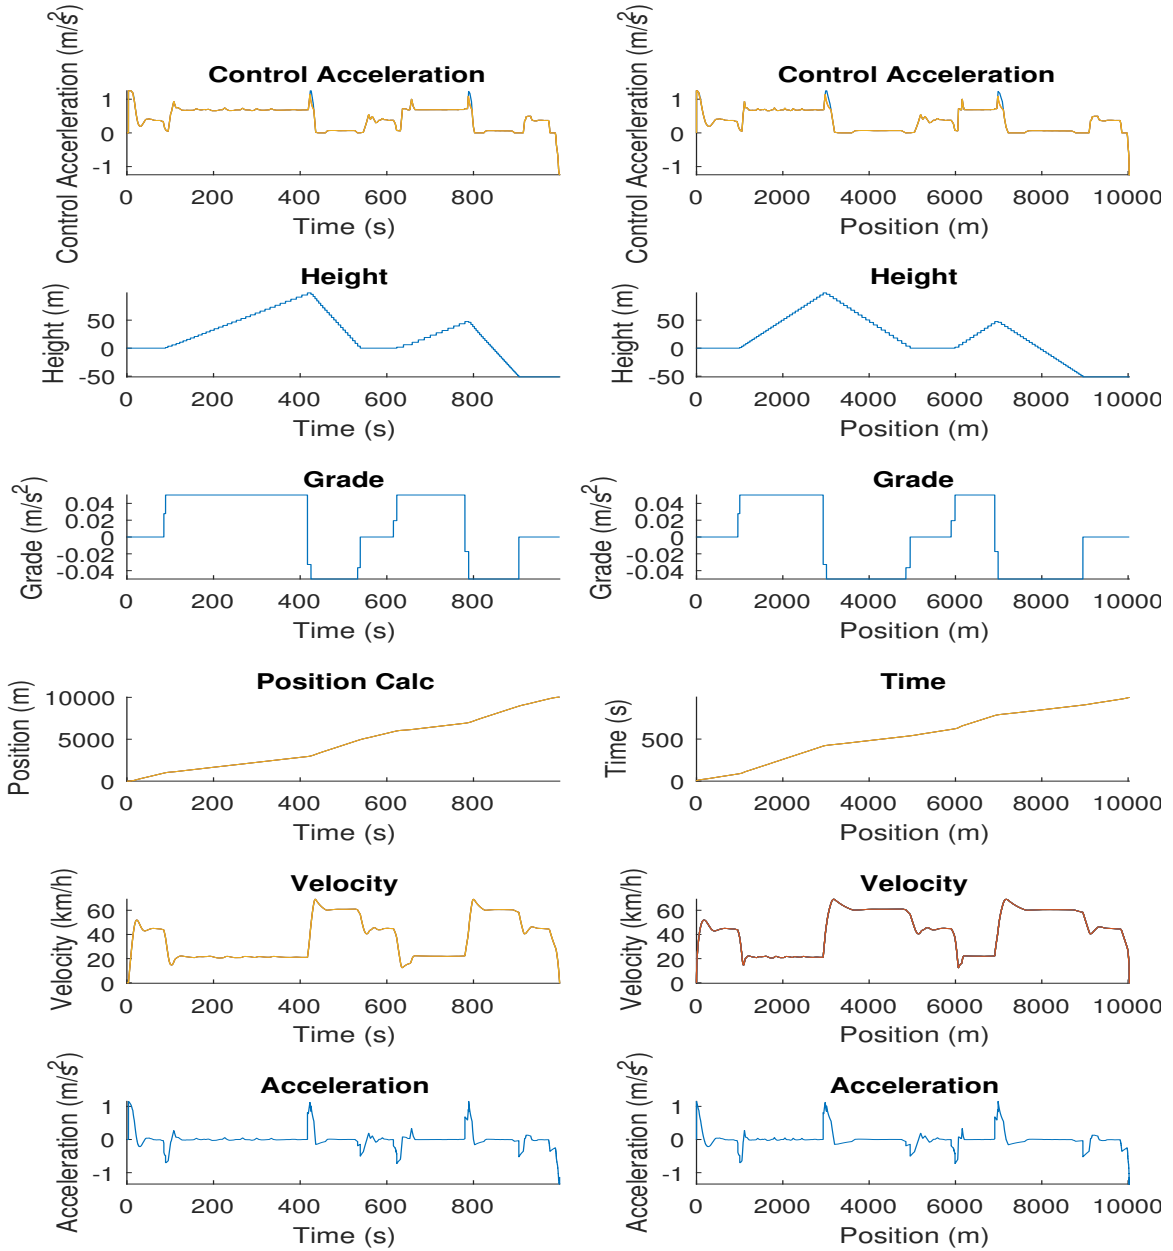 Control Acceleration
Control Accerleration (m/s²)
1
0
-1
0 200 400 600 800
Time (s)
Control Acceleration
Control Accerleration (m/s²)
1
0
-1
0 2000 4000 6000 8000 10000
Position (m)
Height
Height (m)
50
0
-50
0 200 400 600 800
Time (s)
Height
Height (m)
50
0
-50
0 2000 4000 6000 8000 10000
Position (m)
Grade
Grade (m/s²)
0.04
0.02
0
-0.02
-0.04
0 200 400 600 800
Time (s)
Grade
Grade (m/s²)
0.04
0.02
0
-0.02
-0.04
0 2000 4000 6000 8000 10000
Position (m)
Position Calc
Position (m)
10000
5000
0
0 200 400 600 800
Time (s)
Time
Time (s)
500
0
0 2000 4000 6000 8000 10000
Position (m)
Velocity
Velocity (km/h)
60
40
20
0
0 200 400 600 800
Time (s)
Velocity
Velocity (km/h)
60
40
20
0
0 2000 4000 6000 8000 10000
Position (m)
Acceleration
Acceleration (m/s²)
1
0
-1
0 200 400 600 800
Time (s)
Acceleration
Acceleration (m/s²)
1
0
-1
0 2000 4000 6000 8000 10000
Position (m)